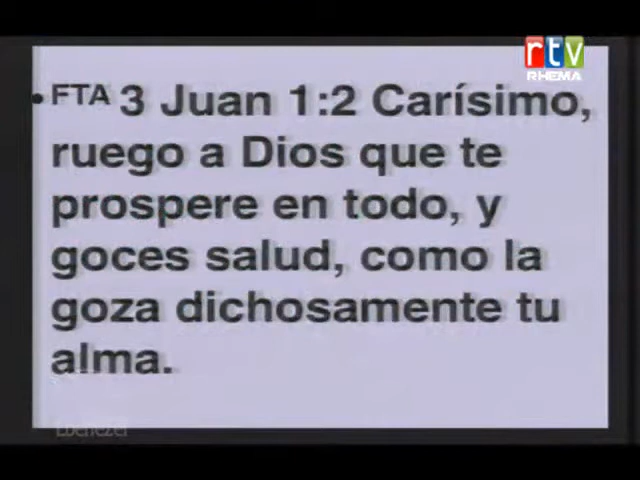 rtv
RHEMA
• FTA 3 Juan 1:2 Carísimo,
ruego a Dios que te
prospere en todo, y
goces salud, como la
goza dichosamente tu
alma.
Ebenezer